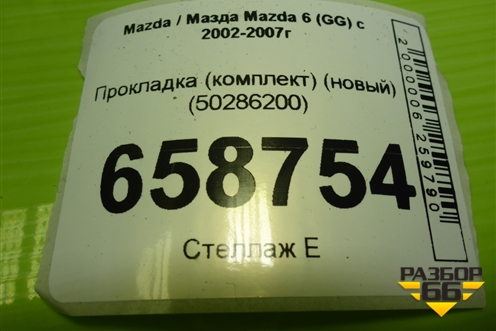 Mazda / Мазда Mazda 6 (GG) с
2002-2007г
Прокладка (комплект) (новый)
(50286200)
658754
Стеллаж Е
2000006 259790
РАЗБОР
66